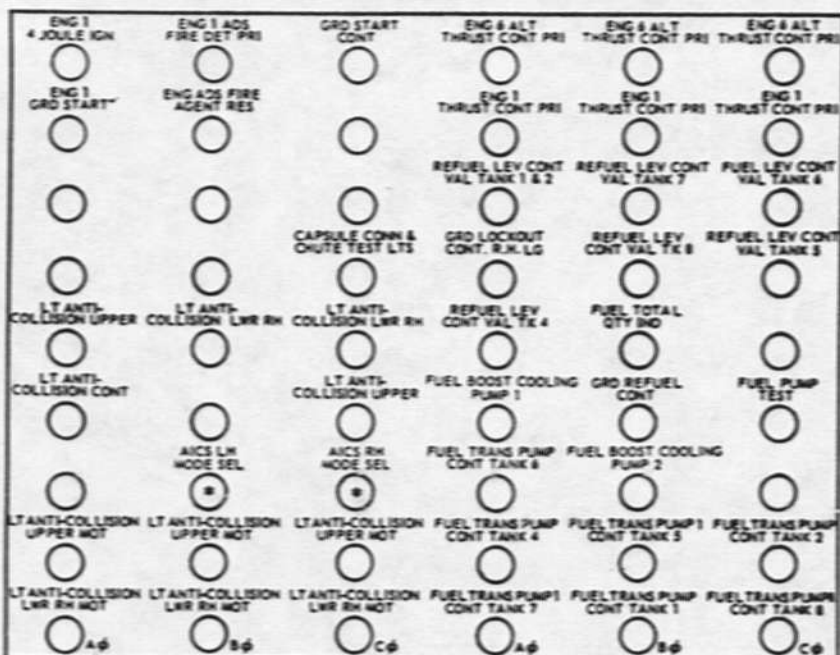 ENG 1 4 JOULE IGN
ENG 1 ADS FIRE DET PRI
GRD START CONT
ENG 6 ALT THRUST CONT PRI
ENG 6 ALT THRUST CONT PRI
ENG 6 ALT THRUST CONT PRI
ENG 1 GRD START
ENG ADS FIRE AGENT RES
ENG 1 THRUST CONT PRI
ENG 1 THRUST CONT PRI
ENG 1 THRUST CONT PRI
REFUEL LEV CONT VAL TANK 1 & 2
REFUEL LEV CONT VAL TANK 7
FUEL LEV CONT VAL TANK 6
CAPSULE CONN & CHUTE TEST LTS
GRD LOCKOUT CONT. R.H. LG
REFUEL LEV CONT VAL TK 8
REFUEL LEV CONT VAL TANK 5
LT ANTI-COLLISION UPPER
LT ANTI-COLLISION LWR RH
LT ANTI-COLLISION LWR RH
REFUEL LEV CONT VAL TK 4
FUEL TOTAL QTY IND
LT ANTI-COLLISION CONT
LT ANTI-COLLISION UPPER
FUEL BOOST COOLING PUMP 1
GRD REFUEL CONT
FUEL PUMP TEST
AICS LH MODE SEL
AICS RH MODE SEL
FUEL TRANS PUMP CONT TANK 6
FUEL BOOST COOLING PUMP 2
* *
LT ANTI-COLLISION UPPER MOT
LT ANTI-COLLISION UPPER MOT
LT ANTI-COLLISION UPPER MOT
FUEL TRANS PUMP CONT TANK 4
FUEL TRANS PUMP 1 CONT TANK 5
FUEL TRANS PUMP CONT TANK 2
LT ANTI-COLLISION LWR RH MOT
LT ANTI-COLLISION LWR RH MOT
LT ANTI-COLLISION LWR RH MOT
FUEL TRANS PUMP 1 CONT TANK 7
FUEL TRANS PUMP CONT TANK 1
FUEL TRANS CONT TANK 8
Aϕ Bϕ Cϕ Aϕ Bϕ Cϕ